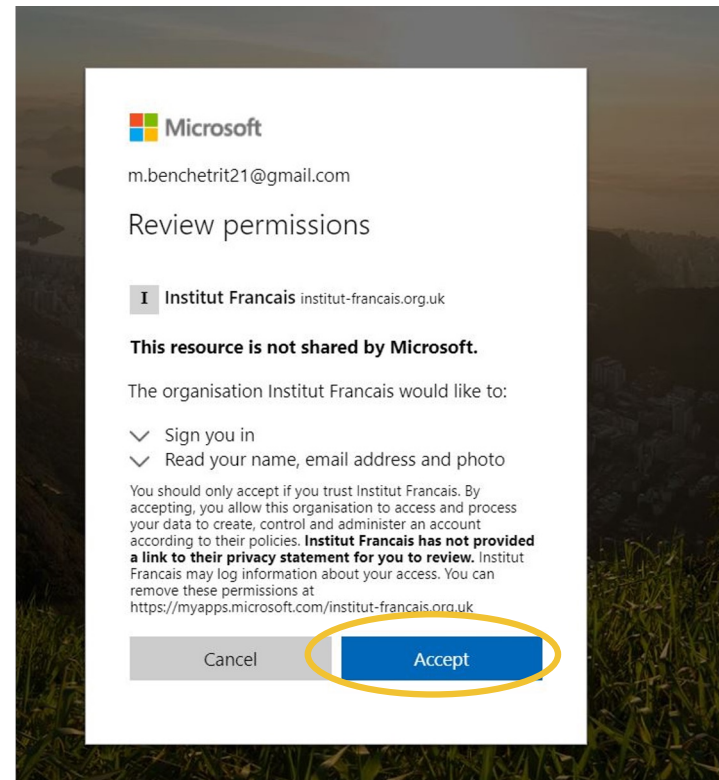 Microsoft
m.benchetrit21@gmail.com
Review permissions
I Institut Francais institut-francais.org.uk
This resource is not shared by Microsoft.
The organisation Institut Francais would like to:
Sign you in
Read your name, email address and photo
You should only accept if you trust Institut Francais. By
accepting, you allow this organisation to access and process
your data to create, control and administer an account
according to their policies. Institut Francais has not provided
a link to their privacy statement for you to review. Institut
Francais may log information about your access. You can
remove these permissions at
https://myapps.microsoft.com/institut-francais.org.uk
Cancel Accept